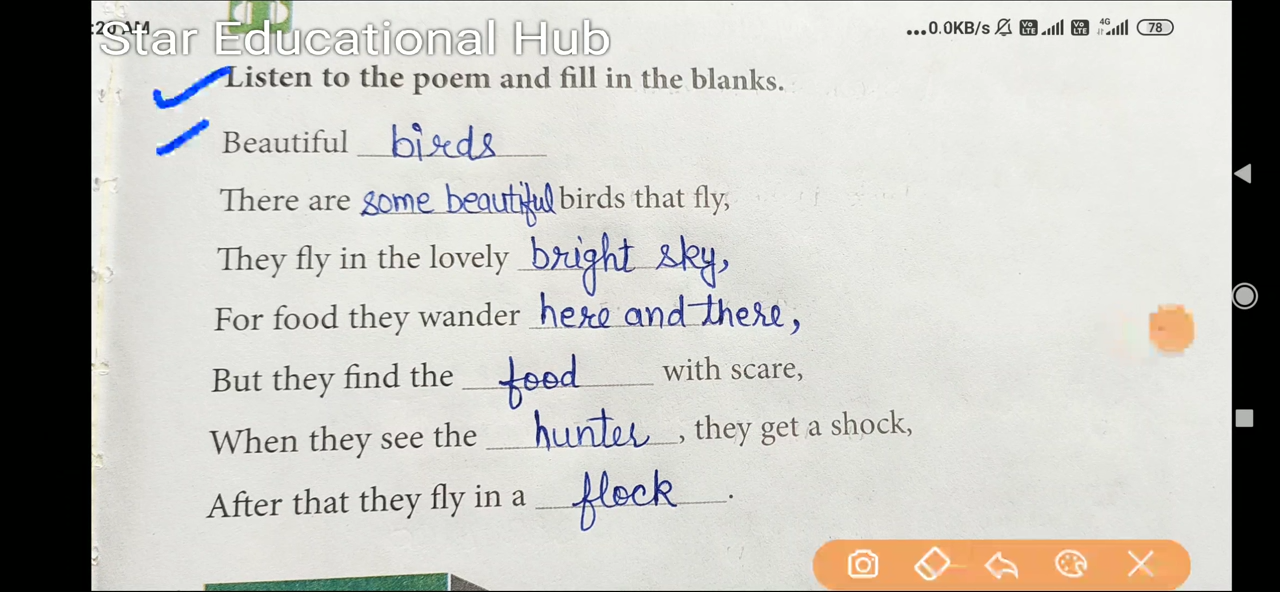 Star Educational Hub
...0.0KB/s 4G 78
Listen to the poem and fill in the blanks.
Beautiful birds
There are some beautiful birds that fly,
They fly in the lovely bright sky,
For food they wander here and there,
But they find the food with scare,
When they see the hunter, they get a shock,
After that they fly in a flock.